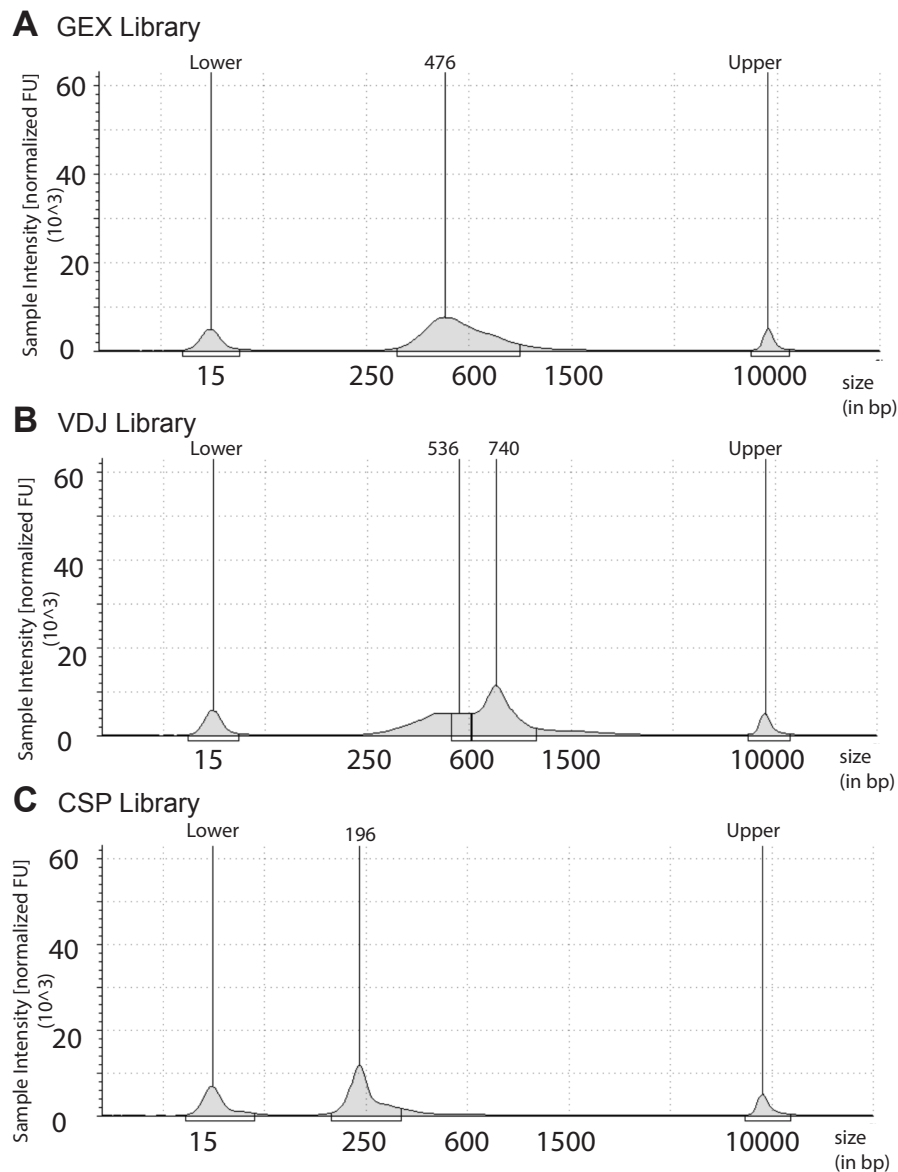 A GEX Library
Lower 476 Upper
Sample Intensity [normalized FU]
(10^3)
60
40
20
0
15 250 600 1500 10000 size
(in bp)
B VDJ Library
Lower 536 740 Upper
Sample Intensity [normalized FU]
(10^3)
60
40
20
0
15 250 600 1500 10000 size
(in bp)
C CSP Library
Lower 196 Upper
Sample Intensity [normalized FU]
(10^3)
60
40
20
0
15 250 600 1500 10000 size
(in bp)